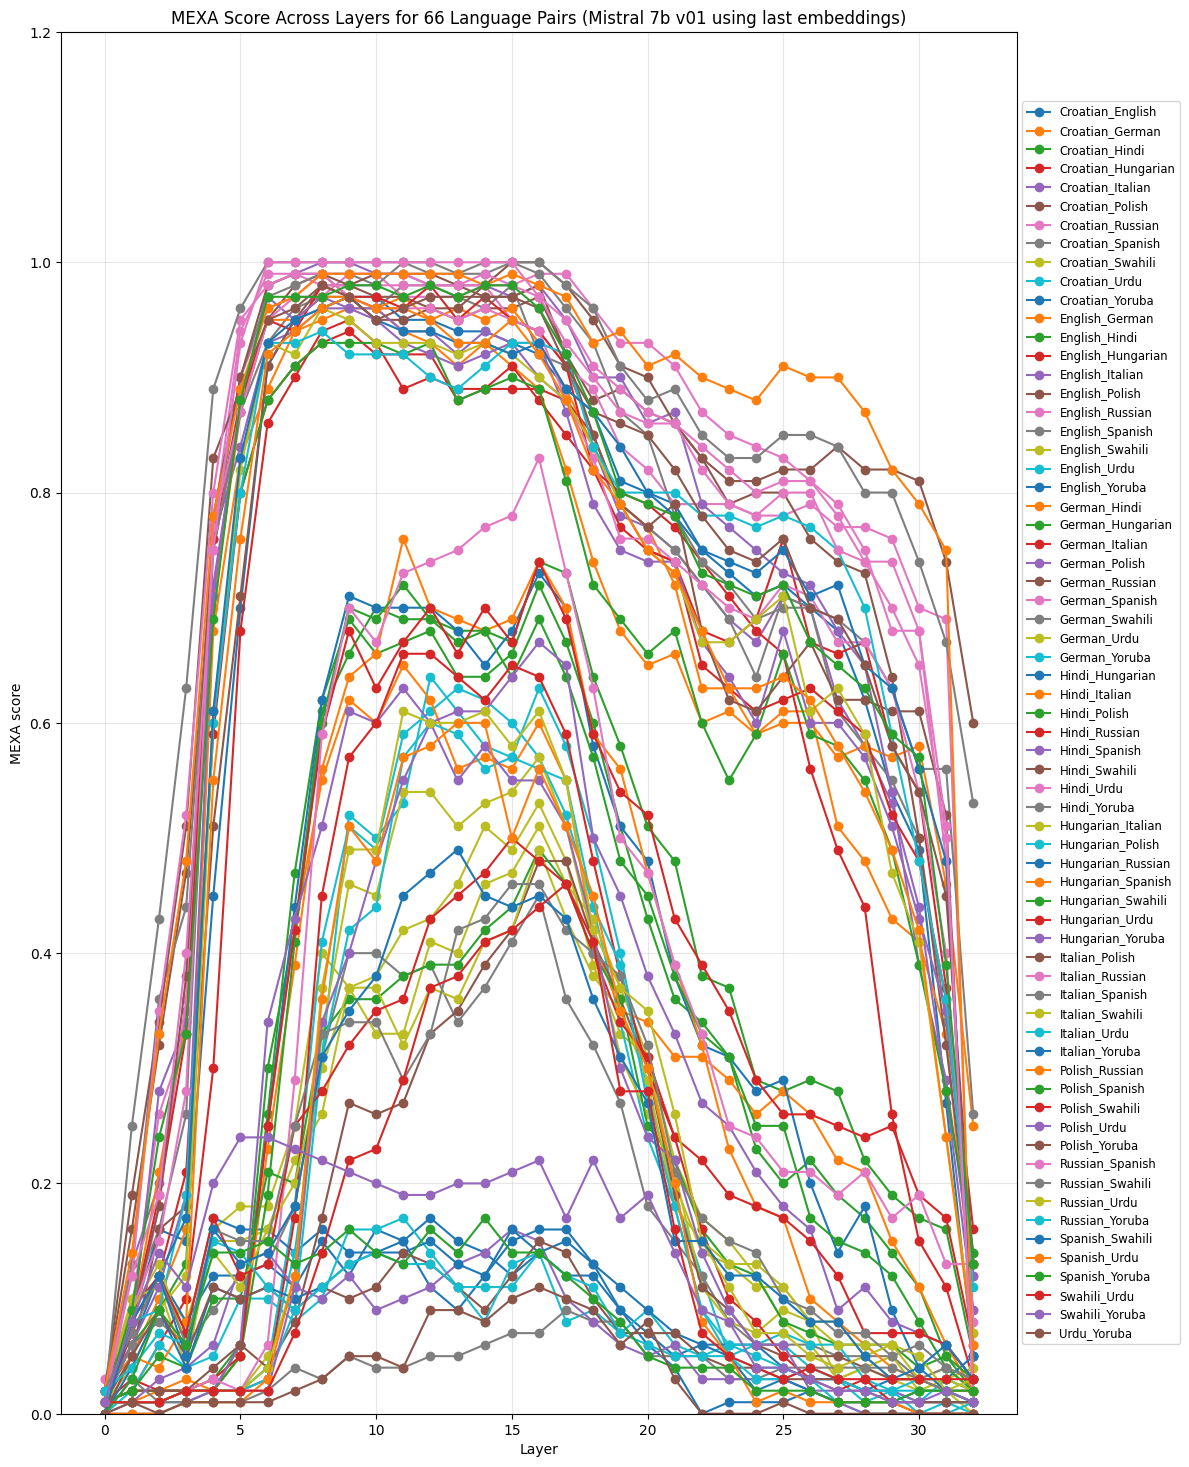 MEXA Score Across Layers for 66 Language Pairs (Mistral 7b v01 using last embeddings)
1.2
1.0
0.8
0.6
0.4
0.2
0.0
MEXA score
0
5
10
15
20
25
30
Layer
Croatian_English
Croatian_German
Croatian_Hindi
Croatian_Hungarian
Croatian_Italian
Croatian_Polish
Croatian_Russian
Croatian_Spanish
Croatian_Swahili
Croatian_Urdu
Croatian_Yoruba
English_German
English_Hindi
English_Hungarian
English_Italian
English_Polish
English_Russian
English_Spanish
English_Swahili
English_Urdu
English_Yoruba
German_Hindi
German_Hungarian
German_Italian
German_Polish
German_Russian
German_Spanish
German_Swahili
German_Urdu
German_Yoruba
Hindi_Hungarian
Hindi_Italian
Hindi_Polish
Hindi_Russian
Hindi_Spanish
Hindi_Swahili
Hindi_Urdu
Hindi_Yoruba
Hungarian_Italian
Hungarian_Polish
Hungarian_Russian
Hungarian_Spanish
Hungarian_Swahili
Hungarian_Urdu
Hungarian_Yoruba
Italian_Polish
Italian_Russian
Italian_Spanish
Italian_Swahili
Italian_Urdu
Italian_Yoruba
Polish_Russian
Polish_Spanish
Polish_Swahili
Polish_Urdu
Polish_Yoruba
Russian_Spanish
Russian_Swahili
Russian_Urdu
Russian_Yoruba
Spanish_Swahili
Spanish_Urdu
Spanish_Yoruba
Swahili_Urdu
Swahili_Yoruba
Urdu_Yoruba